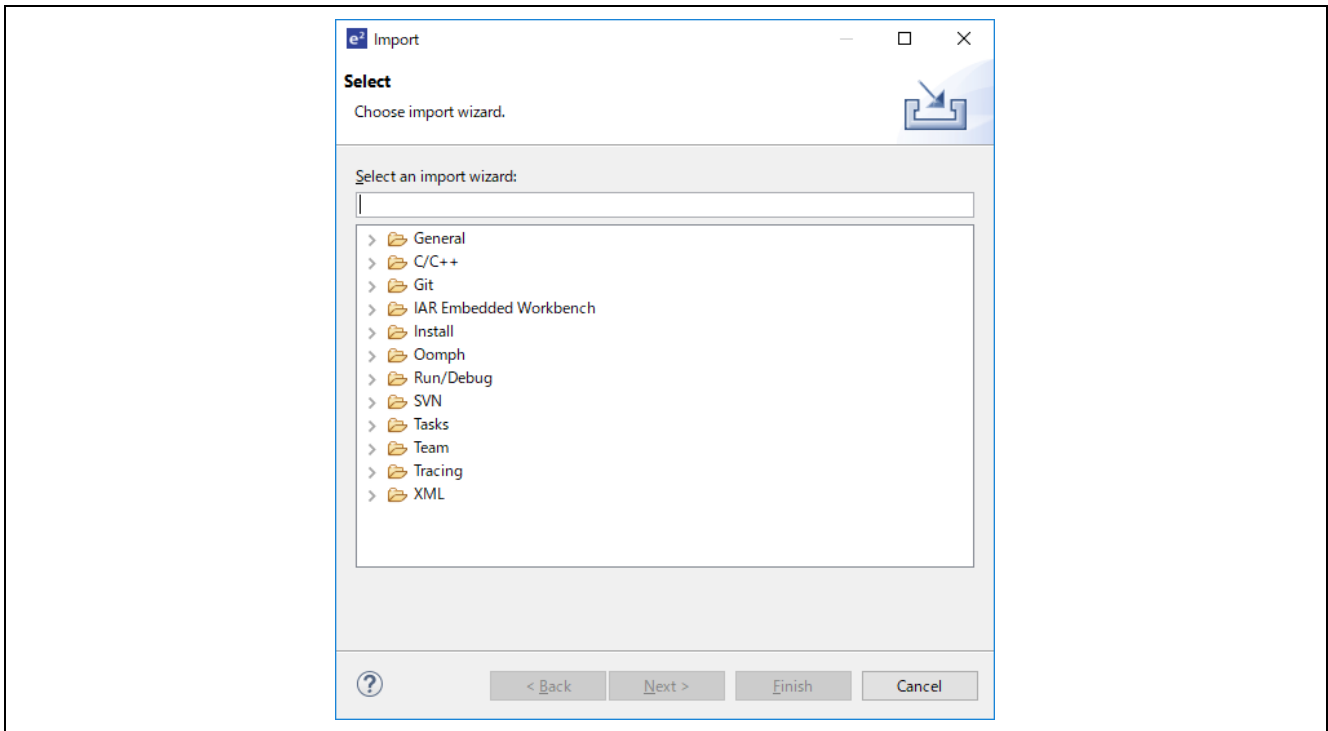 e² Import
Select
Choose import wizard.
Select an import wizard:
General
C/C++
Git
IAR Embedded Workbench
Install
Oomph
Run/Debug
SVN
Tasks
Team
Tracing
XML
? < Back Next > Finish Cancel